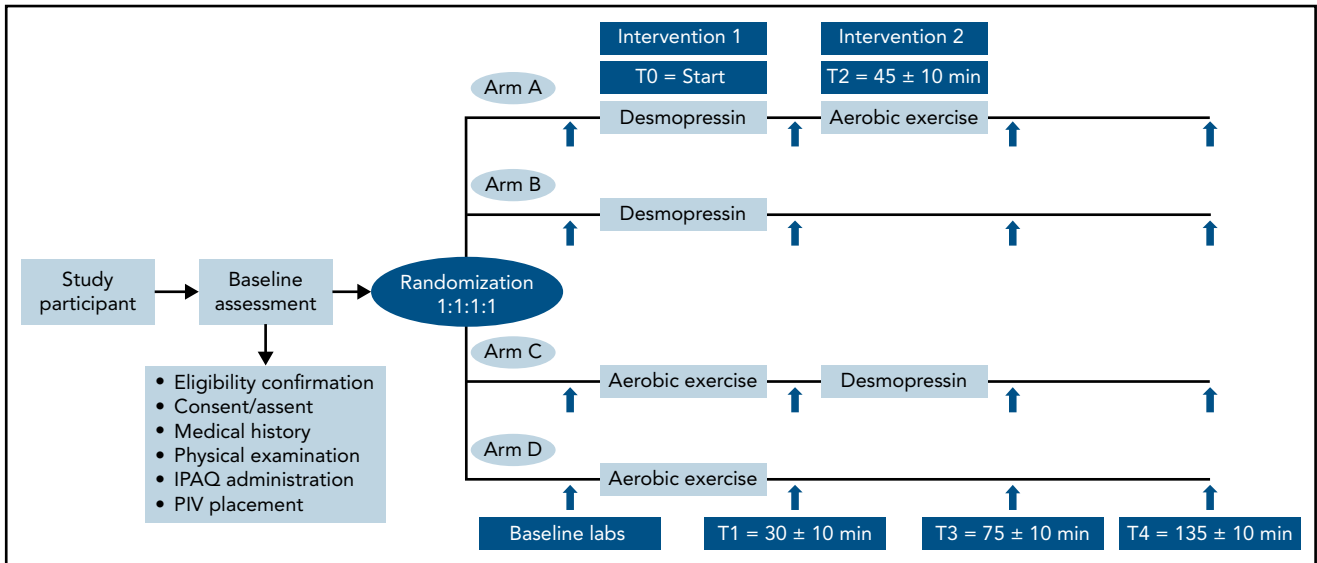 Intervention 1
Intervention 2
T0 = Start
T2 = 45 ± 10 min
Arm A
Desmopressin
Aerobic exercise
Arm B
Desmopressin
Study
participant
Baseline
assessment
Randomization
1:1:1:1
Arm C
Aerobic exercise
Desmopressin
• Eligibility confirmation
• Consent/assent
• Medical history
• Physical examination
• IPAQ administration
• PIV placement
Arm D
Aerobic exercise
Baseline labs
T1 = 30 ± 10 min
T3 = 75 ± 10 min
T4 = 135 ± 10 min